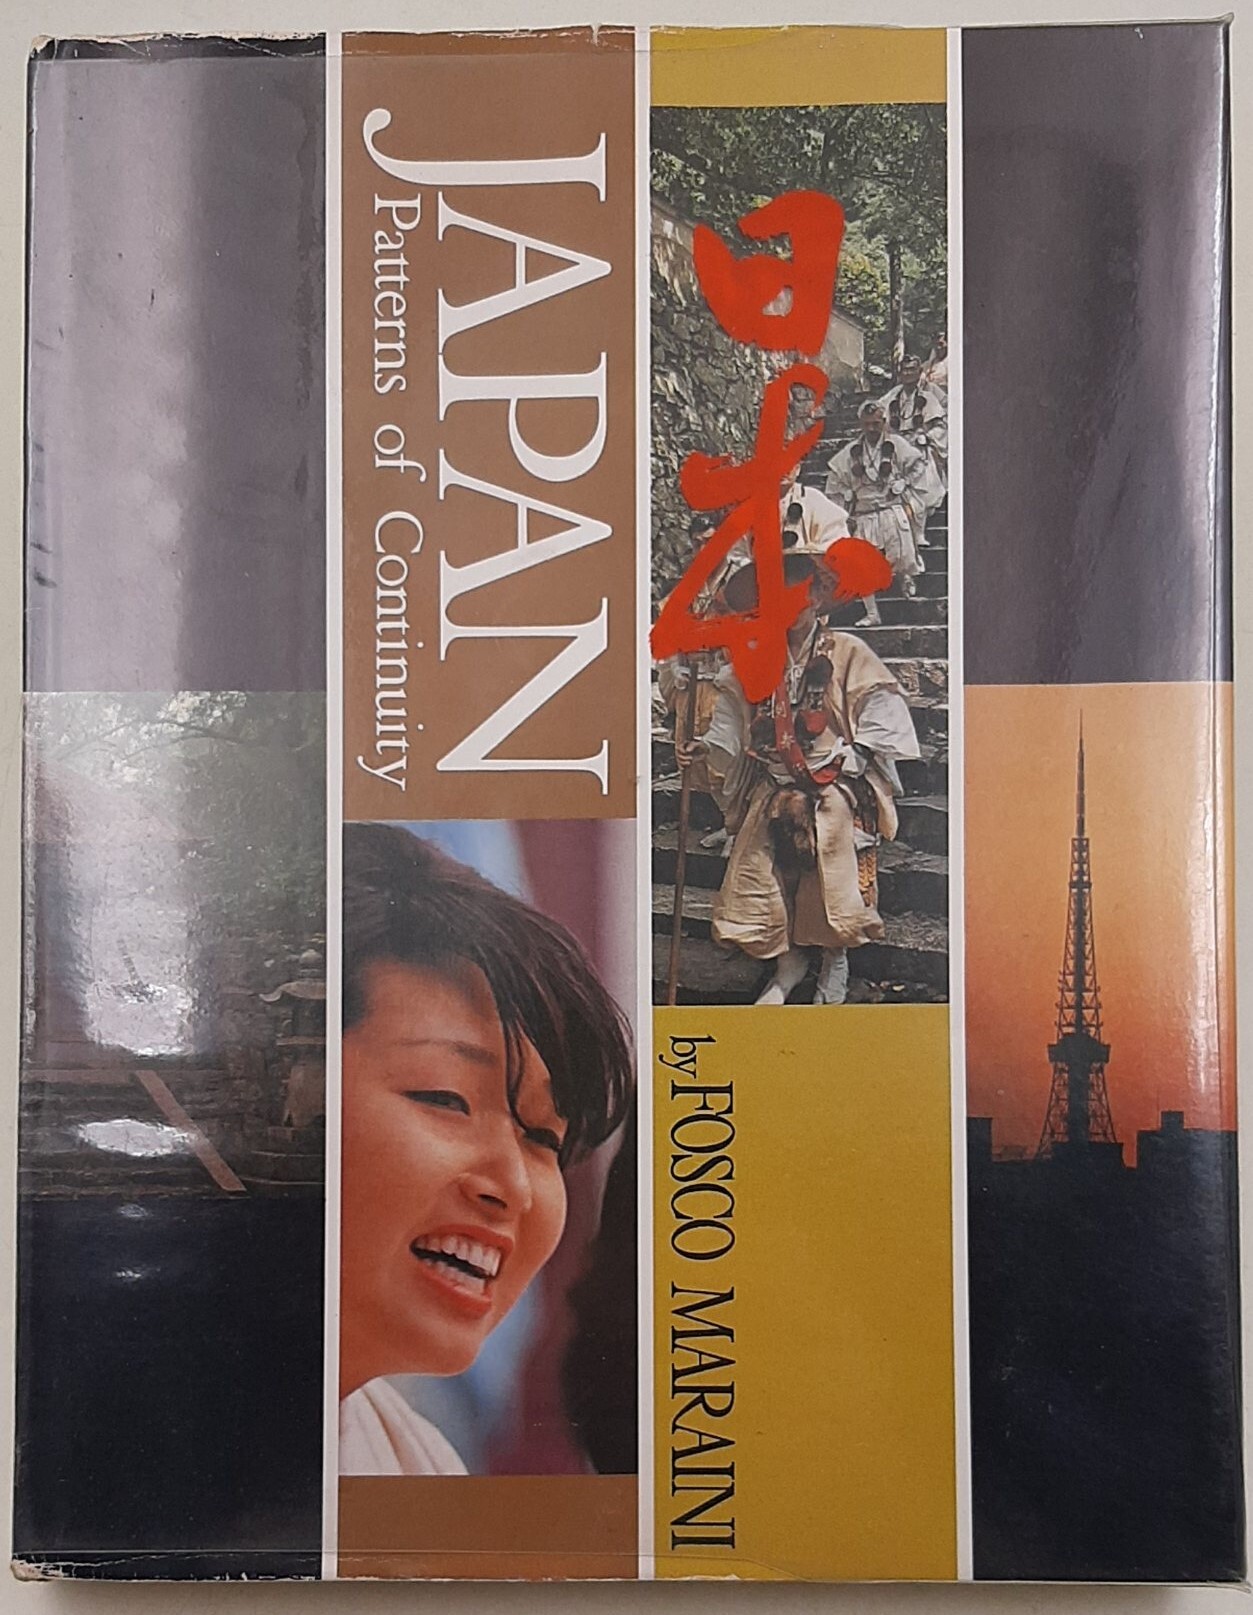 JAPAN
Patterns of Continuity
日本
by FOSCO MARAINI